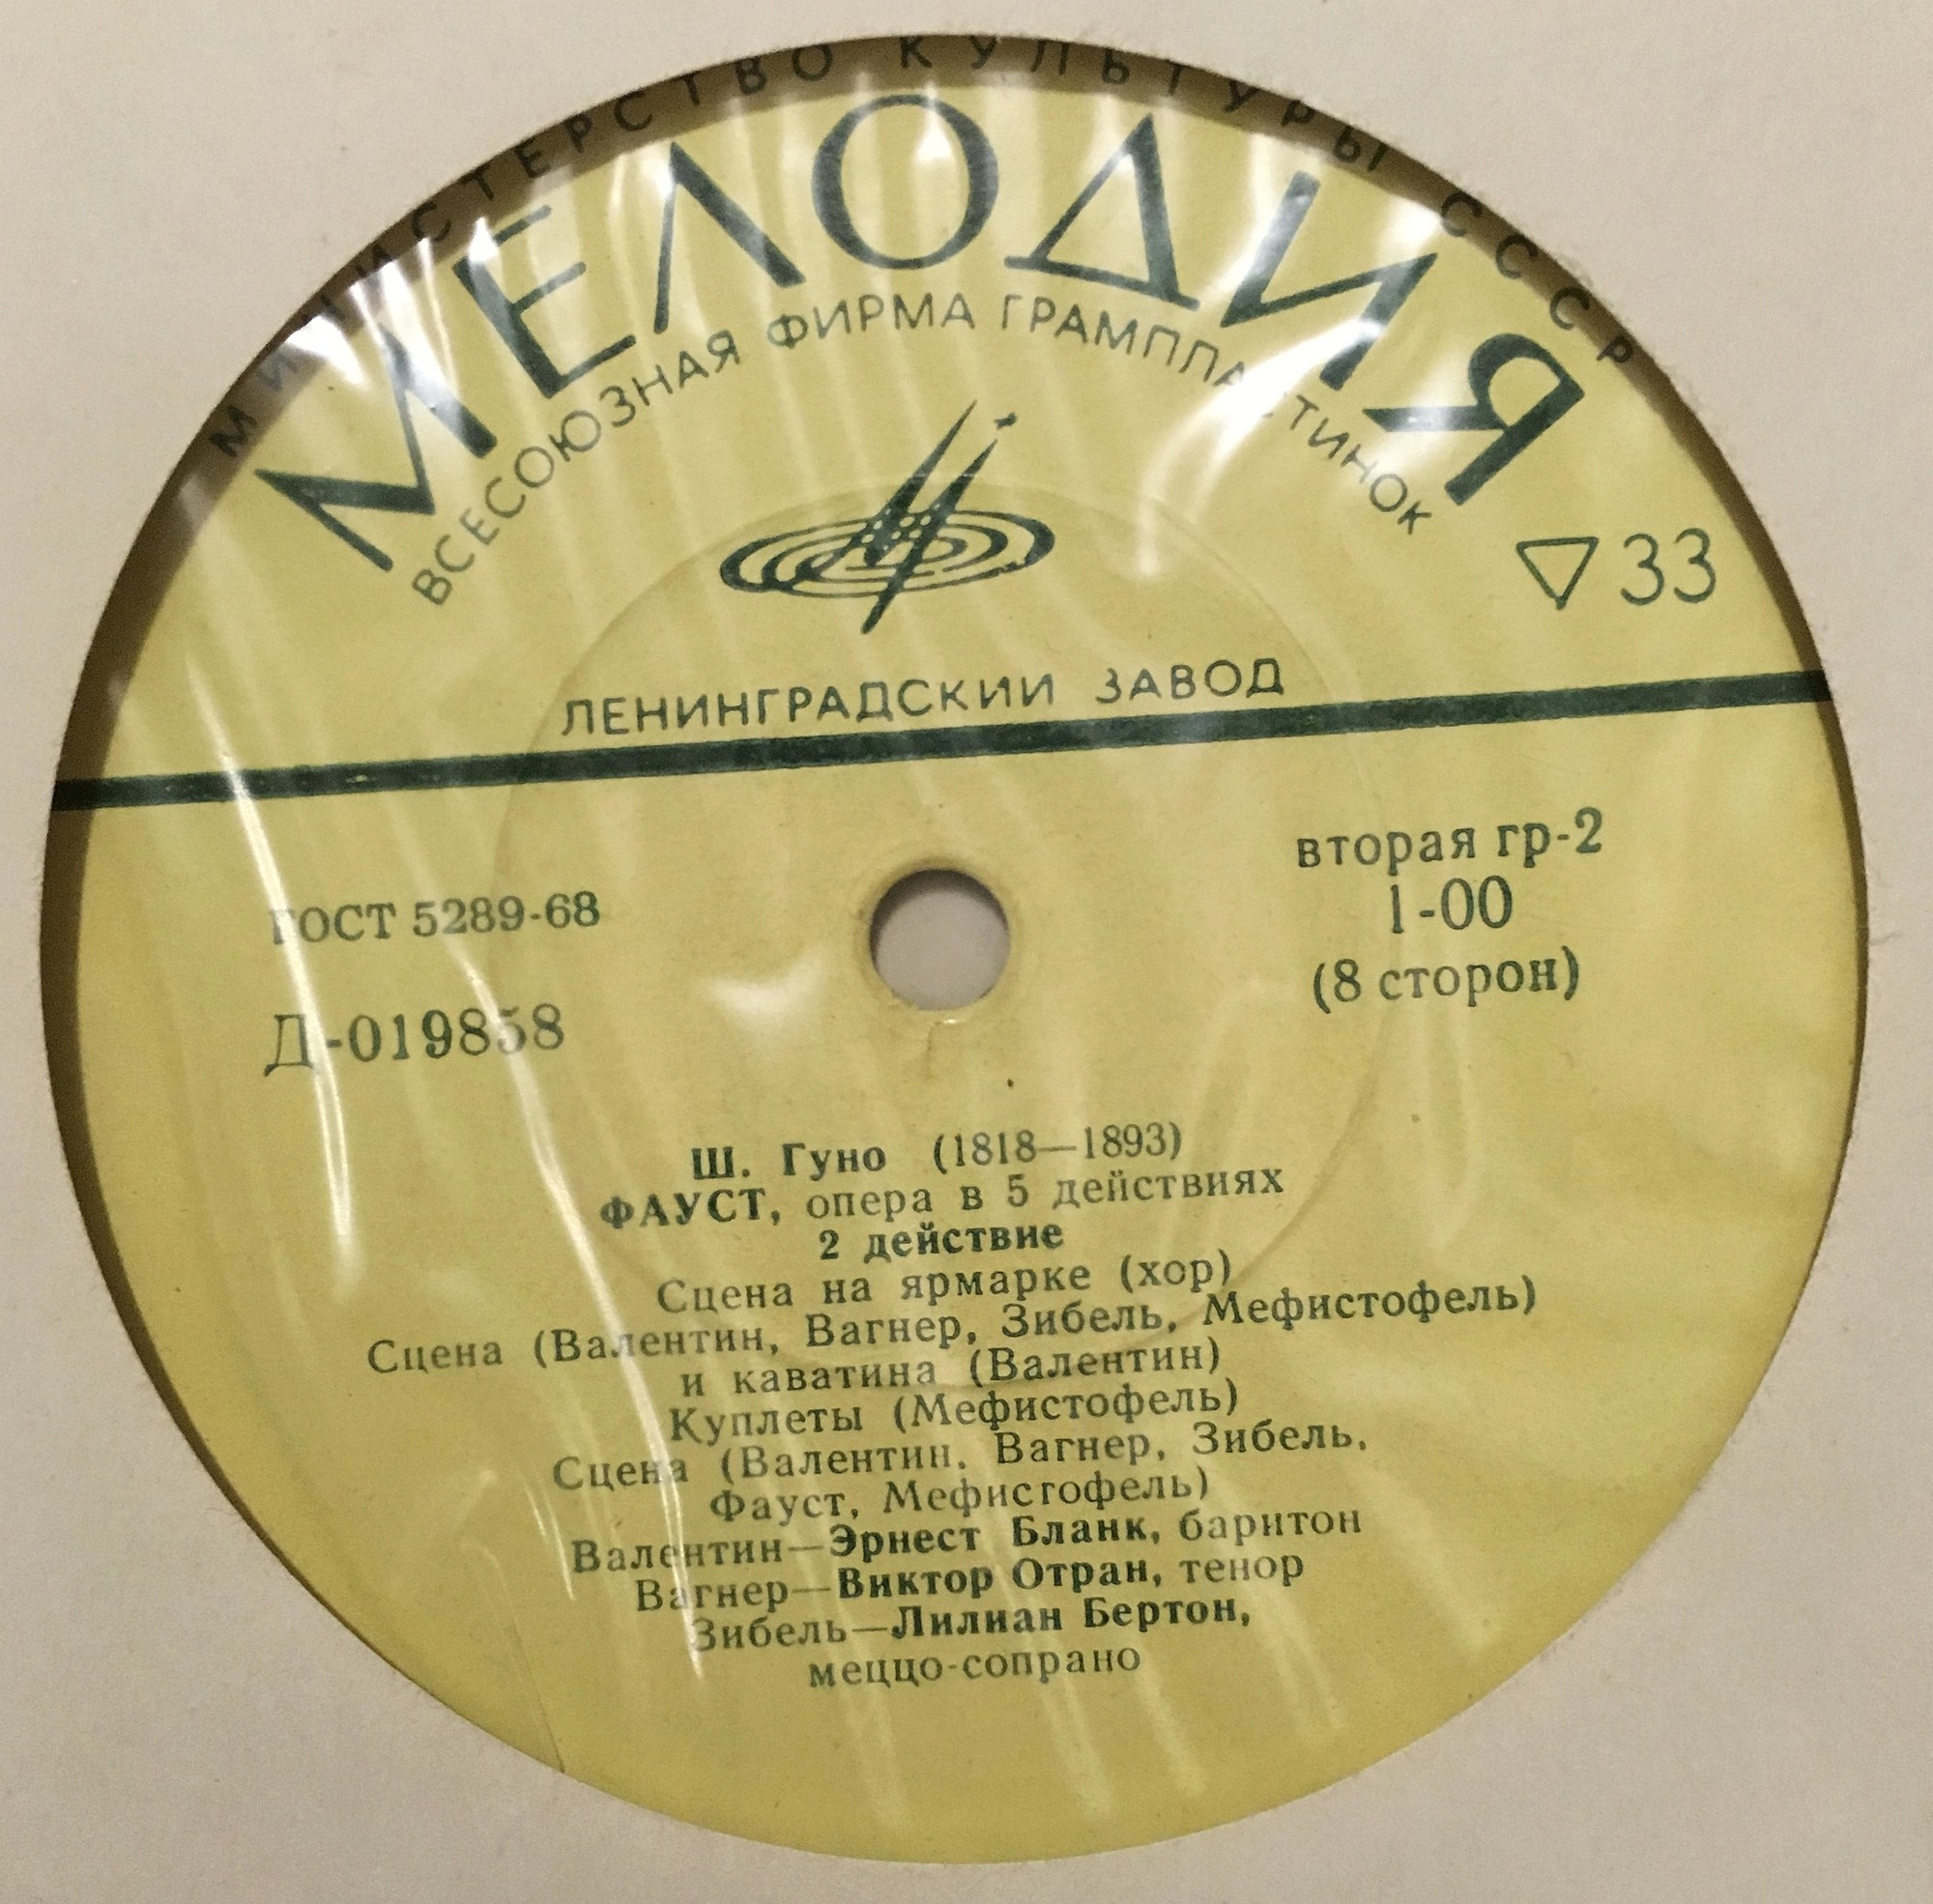 МИНИСТЕРСТВО КУЛЬТУРЫ СССР
МЕЛОДИЯ
ВСЕСОЮЗНАЯ ФИРМА ГРАМПЛАСТИНОК
▽33
ЛЕНИНГРАДСКИЙ ЗАВОД
вторая гр-2
ГОСТ 5289-68
1-00
(8 сторон)
Д-019858
Ш. Гуно (1818—1893)
ФАУСТ, опера в 5 действиях
2 действие
Сцена на ярмарке (хор)
Сцена (Валентин, Вагнер, Зибель, Мефистофель)
и каватина (Валентин)
Куплеты (Мефистофель)
Сцена (Валентин, Вагнер, Зибель,
Фауст, Мефистофель)
Валентин—Эрнест Бланк, баритон
Вагнер—Виктор Отран, тенор
Зибель—Лилиан Бертон,
меццо-сопрано